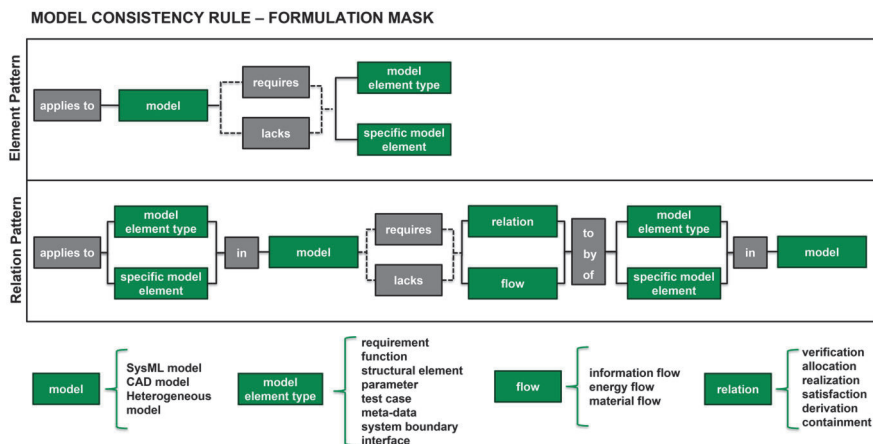 MODEL CONSISTENCY RULE – FORMULATION MASK
Element Pattern
applies to
model
requires
lacks
model
element type
specific model
element
Relation Pattern
applies to
model
element type
specific model
element
in
model
requires
lacks
relation
flow
to
by
of
model
element type
specific model
element
in
model
model
SysML model
CAD model
Heterogeneous
model
model
element type
requirement
function
structural element
parameter
test case
meta-data
system boundary
interface
flow
information flow
energy flow
material flow
relation
verification
allocation
realization
satisfaction
derivation
containment